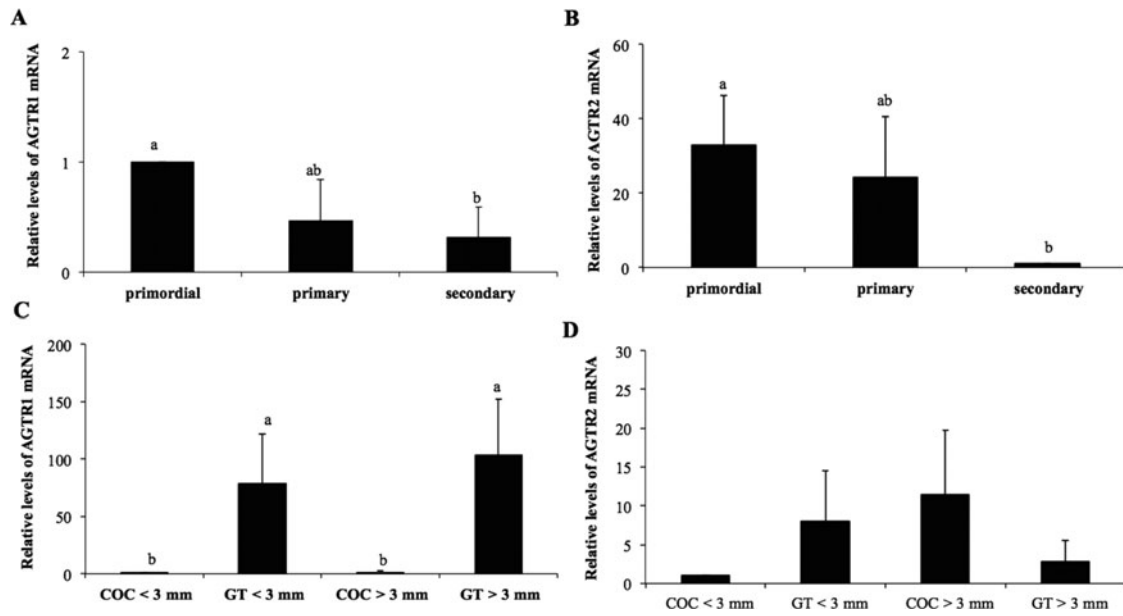 A
Relative levels of AGTR1 mRNA
2
1
0
a
ab
b
primordial
primary
secondary
B
Relative levels of AGTR2 mRNA
60
40
20
0
a
ab
b
primordial
primary
secondary
C
Relative levels of AGTR1 mRNA
200
150
100
50
0
b
a
b
a
COC < 3 mm
GT < 3 mm
COC > 3 mm
GT > 3 mm
D
Relative levels of AGTR2 mRNA
30
25
20
15
10
5
0
COC < 3 mm
GT < 3 mm
COC > 3 mm
GT > 3 mm